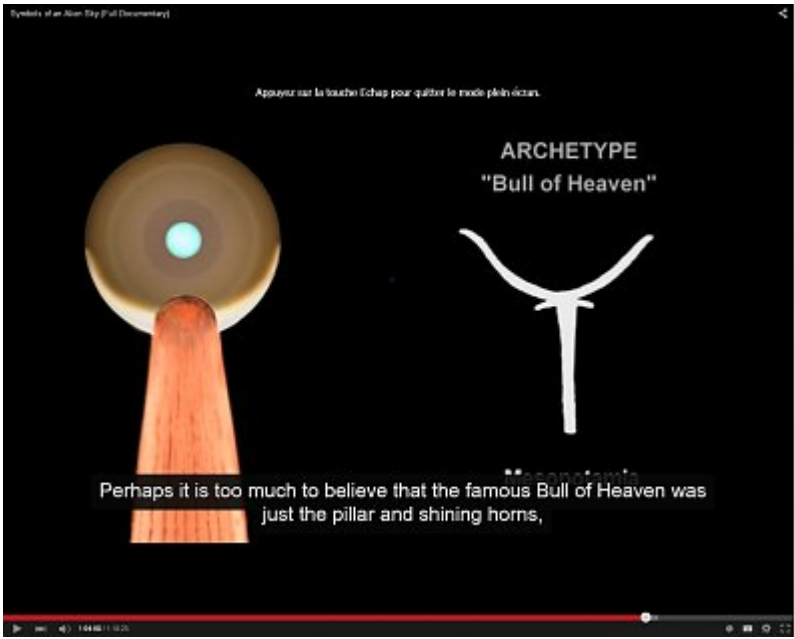 Symbols of an Alien Sky (Full Documentary)
Appuyez sur la touche Echap pour quitter le mode plein écran.
ARCHETYPE
"Bull of Heaven"
Mesopotamia
Perhaps it is too much to believe that the famous Bull of Heaven was
just the pillar and shining horns,